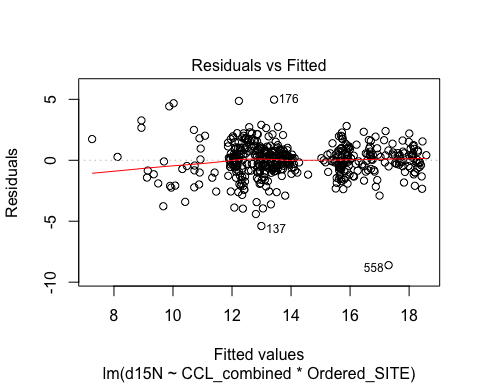 Residuals vs Fitted
Residuals
5
0
-5
-10
176
137
558
8 10 12 14 16 18
Fitted values
lm(d15N ~ CCL_combined * Ordered_SITE)